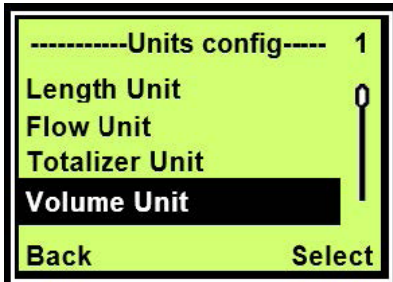 -----------Units config----- 1
Length Unit
Flow Unit
Totalizer Unit
Volume Unit
Back Select